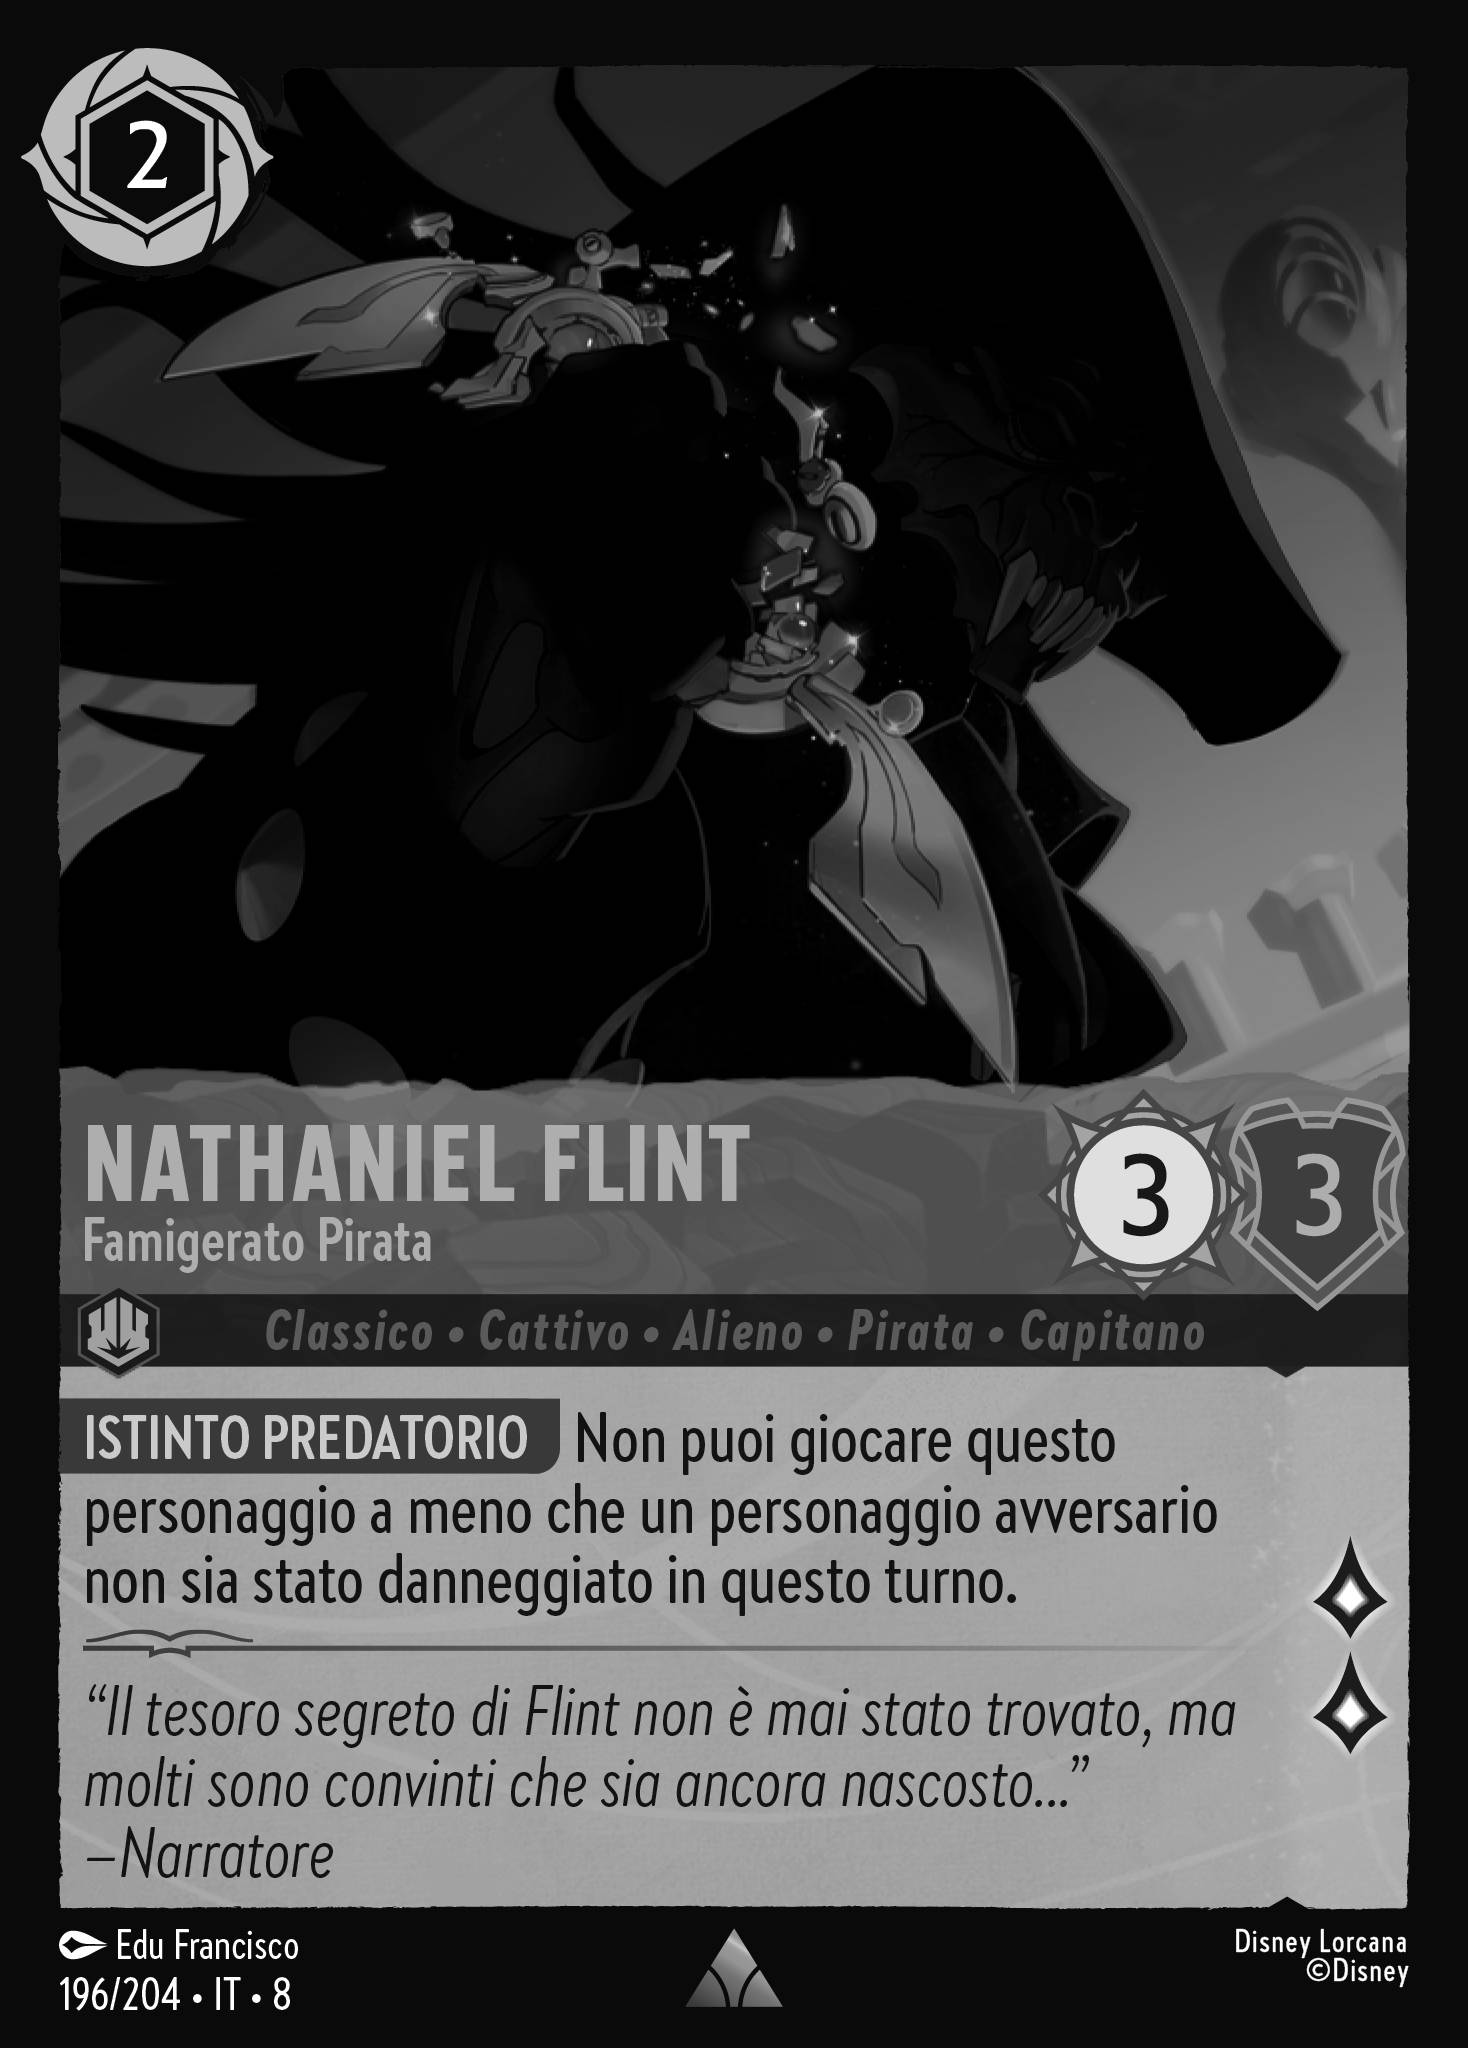 2
NATHANIEL FLINT
3 3
Famigerato Pirata
Classico • Cattivo • Alieno • Pirata • Capitano
ISTINTO PREDATORIO Non puoi giocare questo
personaggio a meno che un personaggio avversario
non sia stato danneggiato in questo turno.
“Il tesoro segreto di Flint non è mai stato trovato, ma
molti sono convinti che sia ancora nascosto...”
–Narratore
Edu Francisco
196/204 • IT • 8
Disney Lorcana
©Disney